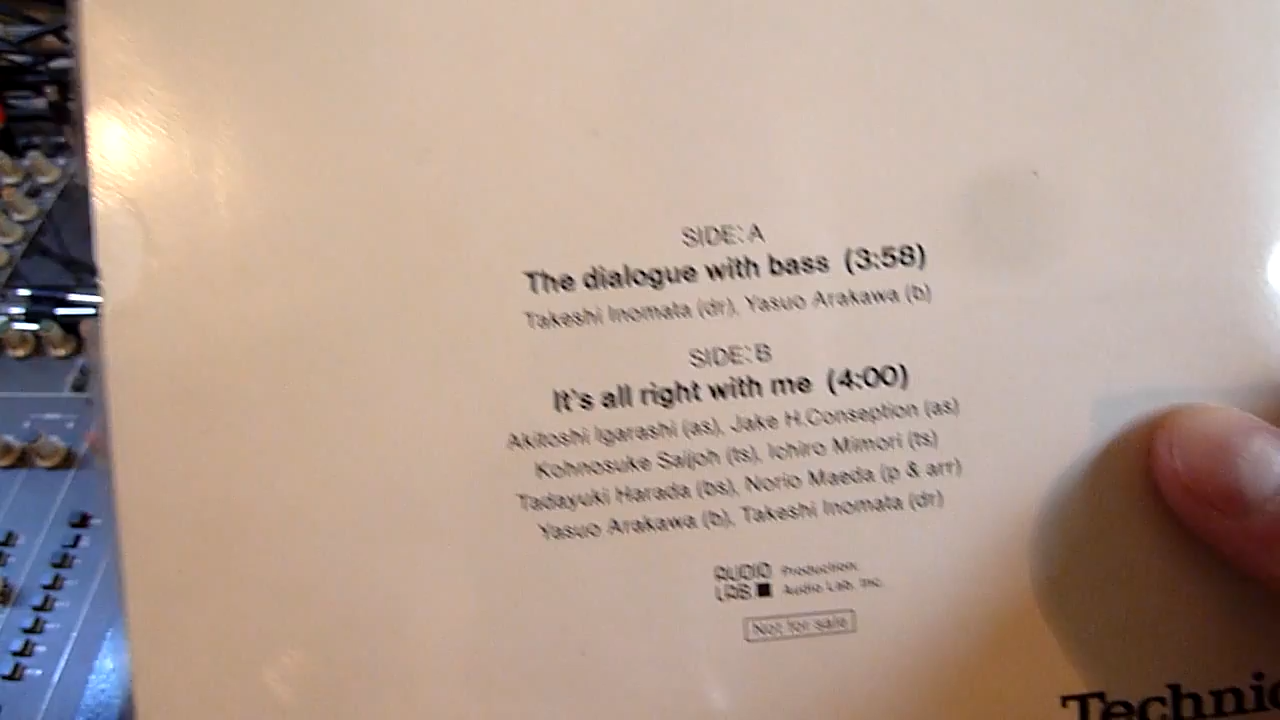 SIDE: A
The dialogue with bass (3:58)
Takeshi Inomata (dr), Yasuo Arakawa (b)
SIDE: B
It's all right with me (4:00)
Akitoshi Igarashi (as), Jake H.Conseption (as)
Kohnosuke Saijoh (ts), Ichiro Mimori (ts)
Tadayuki Harada (bs), Norio Maeda (p & arr)
Yasuo Arakawa (b), Takeshi Inomata (dr)
AUDIO LAB Production: Audio Lab. Inc.
Not for sale
Technic